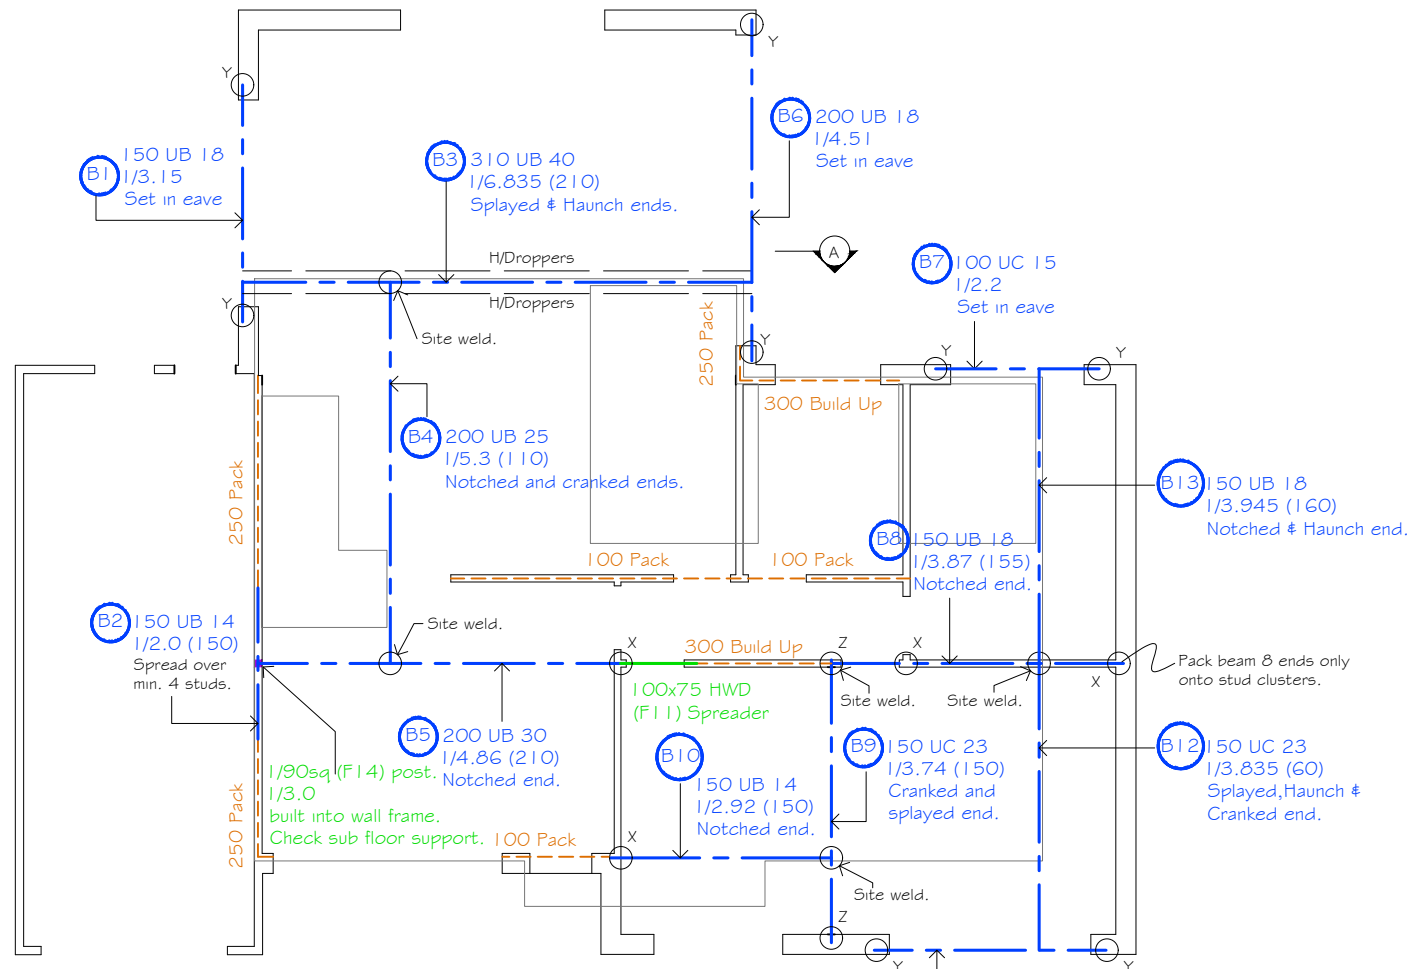 Y
Y
B6
200 UB 18
1/4.51
Set in eave
B1
150 UB 18
1/3.15
Set in eave
B3
310 UB 40
1/6.835 (210)
Splayed & Haunch ends.
A
H/Droppers
H/Droppers
B7
100 UC 15
1/2.2
Set in eave
Y
Site weld.
250 Pack
Y
Y
Y
300 Build Up
B4
200 UB 25
1/5.3 (110)
Notched and cranked ends.
250 Pack
B13
150 UB 18
1/3.945 (160)
Notched & Haunch end.
B8
150 UB 18
1/3.87 (155)
Notched end.
100 Pack
100 Pack
B2
150 UB 14
1/2.0 (150)
Spread over
min. 4 studs.
Site weld.
X
300 Build Up
Z
X
X
Pack beam 8 ends only
onto stud clusters.
100x75 HWD
(F11) Spreader
Site weld.
Site weld.
B5
200 UB 30
1/4.86 (210)
Notched end.
B10
150 UB 14
1/2.92 (150)
Notched end.
B9
150 UC 23
1/3.74 (150)
Cranked and
splayed end.
B12
150 UC 23
1/3.835 (60)
Splayed,Haunch &
Cranked end.
1/90sq (F14) post.
1/3.0
built into wall frame.
Check sub floor support.
250 Pack
100 Pack
X
Site weld.
Z
Y
Y